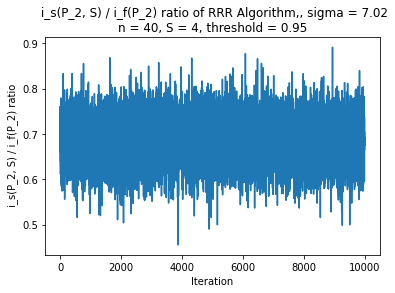 i_s(P_2, S) / i_f(P_2) ratio of RRR Algorithm,, sigma = 7.02
n = 40, S = 4, threshold = 0.95
i_s(P_2, S) / i_f(P_2) ratio
0.9
0.8
0.7
0.6
0.5
0 2000 4000 6000 8000 10000
Iteration